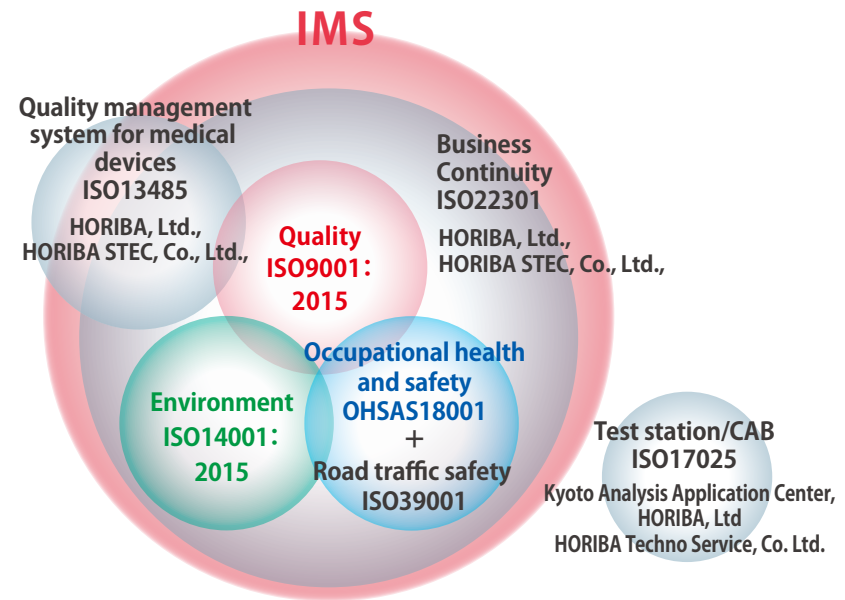 IMS
Quality management
system for medical
devices
ISO13485
HORIBA, Ltd.,
HORIBA STEC, Co., Ltd.,
Business
Continuity
ISO22301
HORIBA, Ltd.,
HORIBA STEC, Co., Ltd.,
Quality
ISO9001：
2015
Environment
ISO14001：
2015
Occupational health
and safety
OHSAS18001
+
Road traffic safety
ISO39001
Test station/CAB
ISO17025
Kyoto Analysis Application Center,
HORIBA, Ltd
HORIBA Techno Service, Co. Ltd.